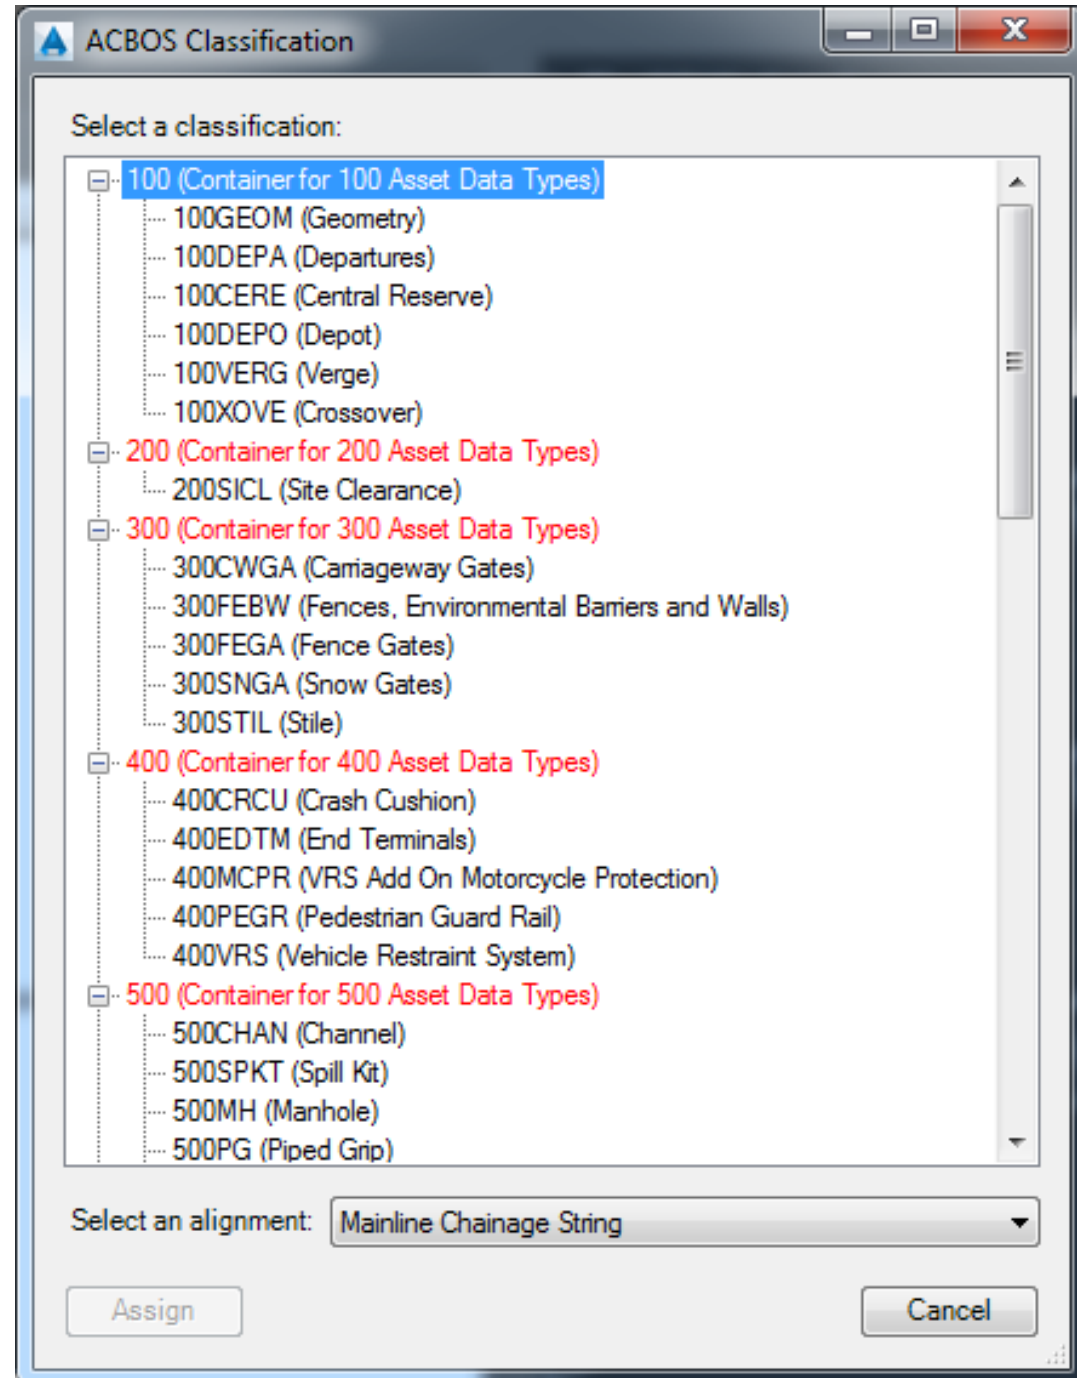 ACBOS Classification
Select a classification:
100 (Container for 100 Asset Data Types)
100GEOM (Geometry)
100DEPA (Departures)
100CERE (Central Reserve)
100DEPO (Depot)
100VERG (Verge)
100XOVE (Crossover)
200 (Container for 200 Asset Data Types)
200SICL (Site Clearance)
300 (Container for 300 Asset Data Types)
300CWGA (Carriageway Gates)
300FEBW (Fences, Environmental Barriers and Walls)
300FEGA (Fence Gates)
300SNGA (Snow Gates)
300STIL (Stile)
400 (Container for 400 Asset Data Types)
400CRCU (Crash Cushion)
400EDTM (End Terminals)
400MCPR (VRS Add On Motorcycle Protection)
400PEGR (Pedestrian Guard Rail)
400VRS (Vehicle Restraint System)
500 (Container for 500 Asset Data Types)
500CHAN (Channel)
500SPKT (Spill Kit)
500MH (Manhole)
500PG (Piped Grip)
Select an alignment: Mainline Chainage String
Assign Cancel